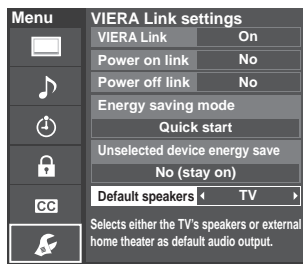 Menu
VIERA Link settings
VIERA Link On
Power on link No
Power off link No
Energy saving mode
Quick start
Unselected device energy save
No (stay on)
Default speakers TV
CC
Selects either the TV's speakers or external
home theater as default audio output.